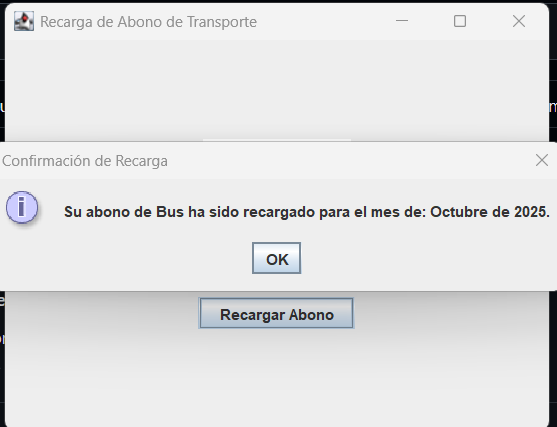 Recarga de Abono de Transporte
Confirmación de Recarga
i
Su abono de Bus ha sido recargado para el mes de: Octubre de 2025.
OK
Recargar Abono